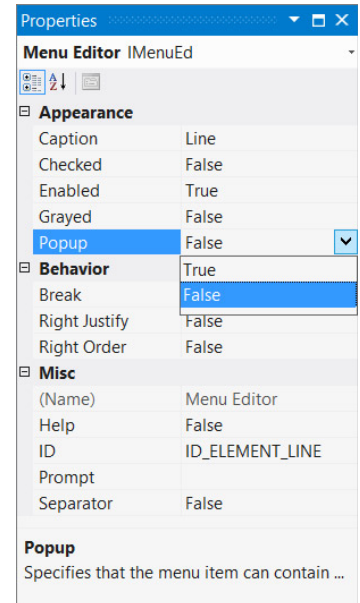 Properties
Menu Editor IMenuEd
Appearance
Caption Line
Checked False
Enabled True
Grayed False
Popup False
Behavior True
Break False
Right Justify False
Right Order False
Misc
(Name) Menu Editor
Help False
ID ID_ELEMENT_LINE
Prompt
Separator False
Popup
Specifies that the menu item can contain ...